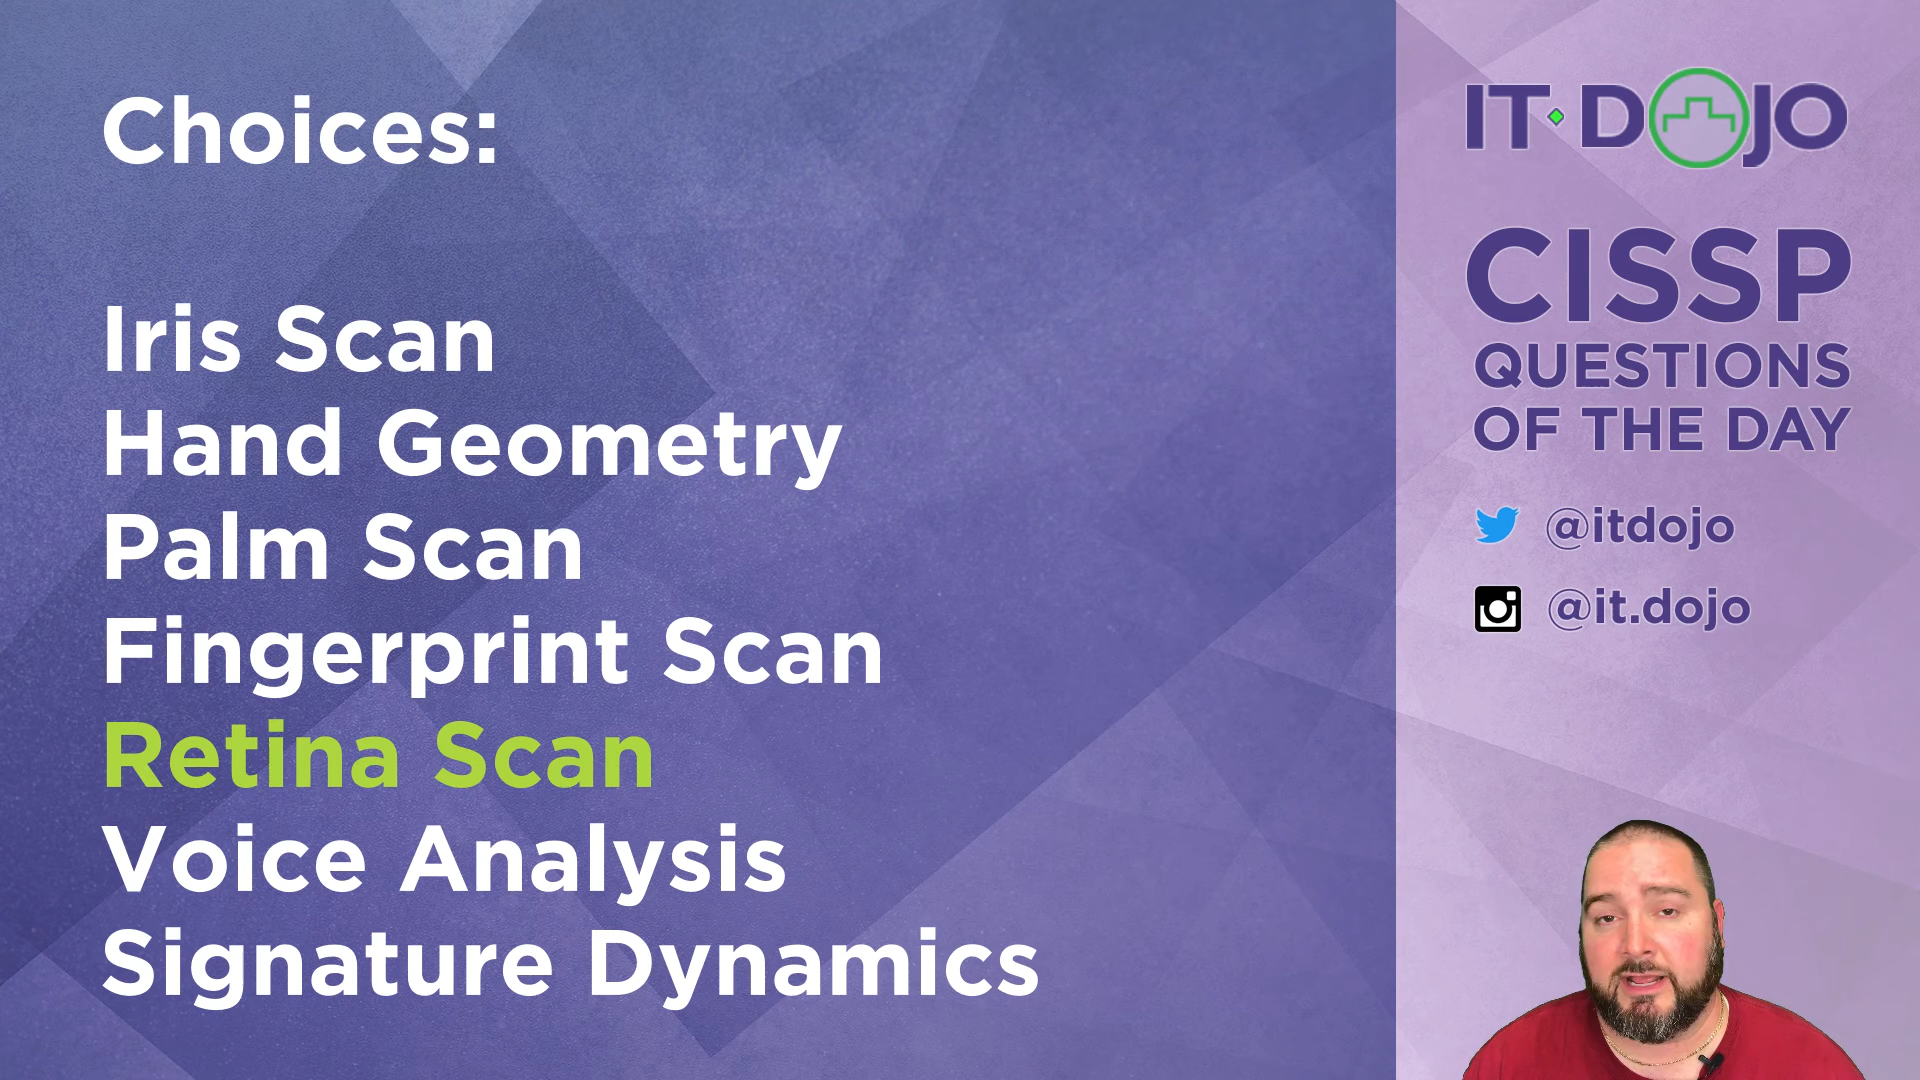 Choices:
Iris Scan
Hand Geometry
Palm Scan
Fingerprint Scan
Retina Scan
Voice Analysis
Signature Dynamics
IT DOJO
CISSP
QUESTIONS
OF THE DAY
@itdojo
@it.dojo